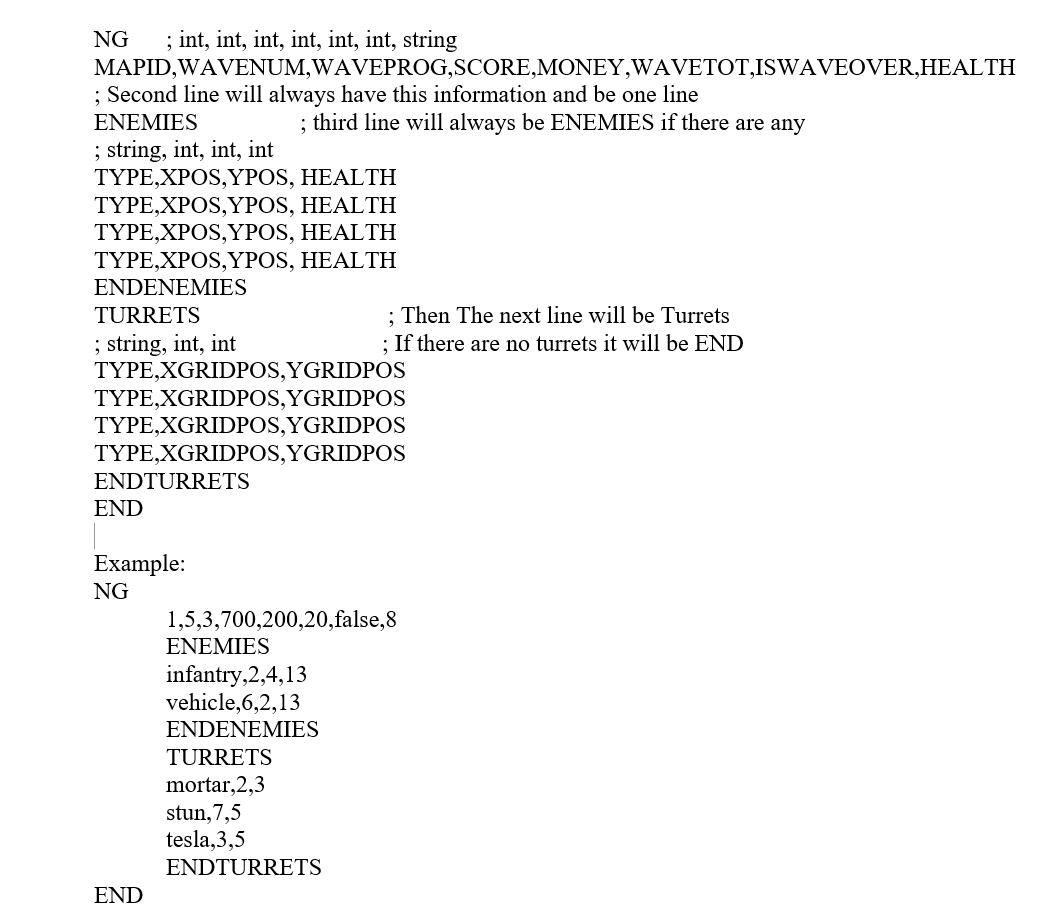 NG ; int, int, int, int, int, int, string
MAPID,WAVENUM,WAVEPROG,SCORE,MONEY,WAVETOT,ISWAVEOVER,HEALTH
; Second line will always have this information and be one line
ENEMIES ; third line will always be ENEMIES if there are any
; string, int, int, int
TYPE,XPOS,YPOS, HEALTH
TYPE,XPOS,YPOS, HEALTH
TYPE,XPOS,YPOS, HEALTH
TYPE,XPOS,YPOS, HEALTH
ENDENEMIES
TURRETS ; Then The next line will be Turrets
; string, int, int ; If there are no turrets it will be END
TYPE,XGRIDPOS,YGRIDPOS
TYPE,XGRIDPOS,YGRIDPOS
TYPE,XGRIDPOS,YGRIDPOS
TYPE,XGRIDPOS,YGRIDPOS
ENDTURRETS
END
Example:
NG
1,5,3,700,200,20,false,8
ENEMIES
infantry,2,4,13
vehicle,6,2,13
ENDENEMIES
TURRETS
mortar,2,3
stun,7,5
tesla,3,5
ENDTURRETS
END